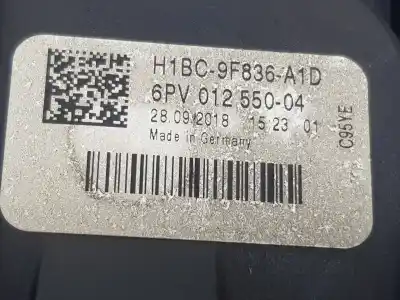 H1BC-9F836-A1D
6PV 012 550-04
28.09.2018 15:23 01
Made in Germany
C95YE